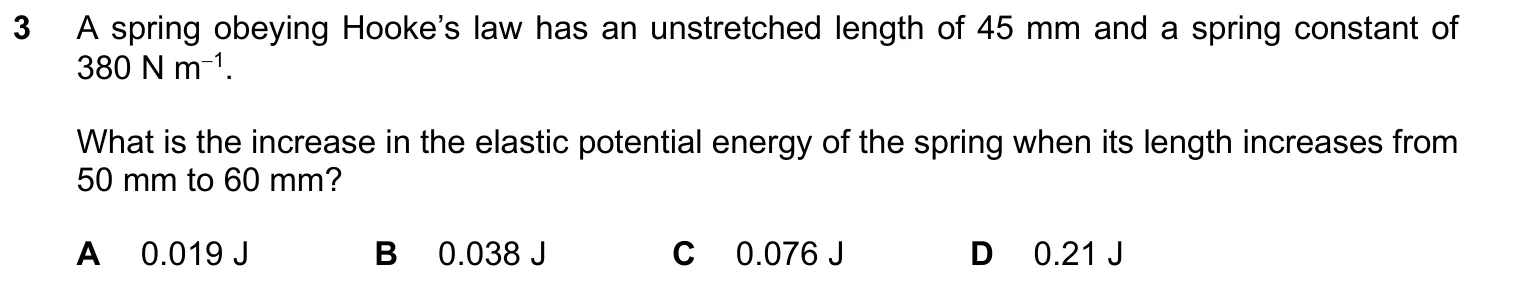 3 A spring obeying Hooke’s law has an unstretched length of 45 mm and a spring constant of
380 N m⁻¹.
What is the increase in the elastic potential energy of the spring when its length increases from
50 mm to 60 mm?
A 0.019 J B 0.038 J C 0.076 J D 0.21 J